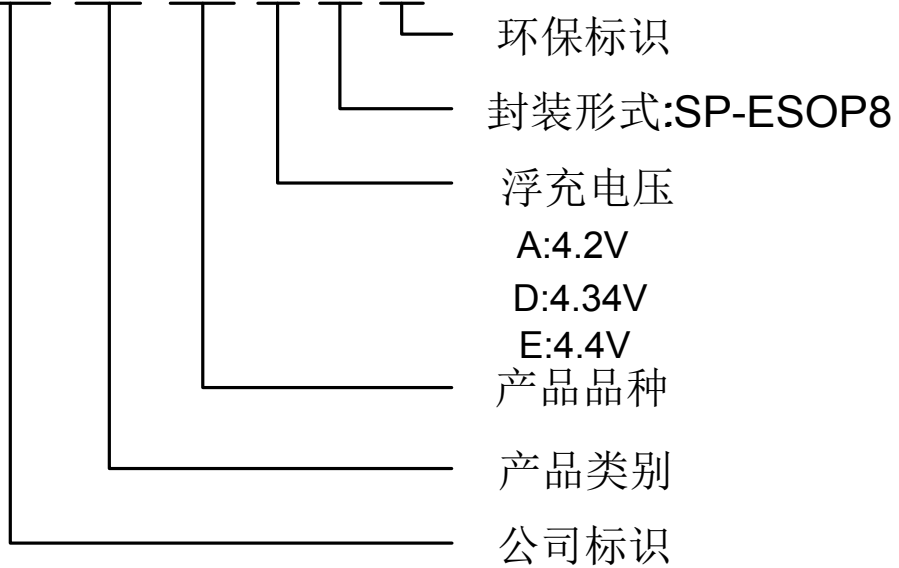 环保标识
封装形式:SP-ESOP8
浮充电压
A:4.2V
D:4.34V
E:4.4V
产品品种
产品类别
公司标识